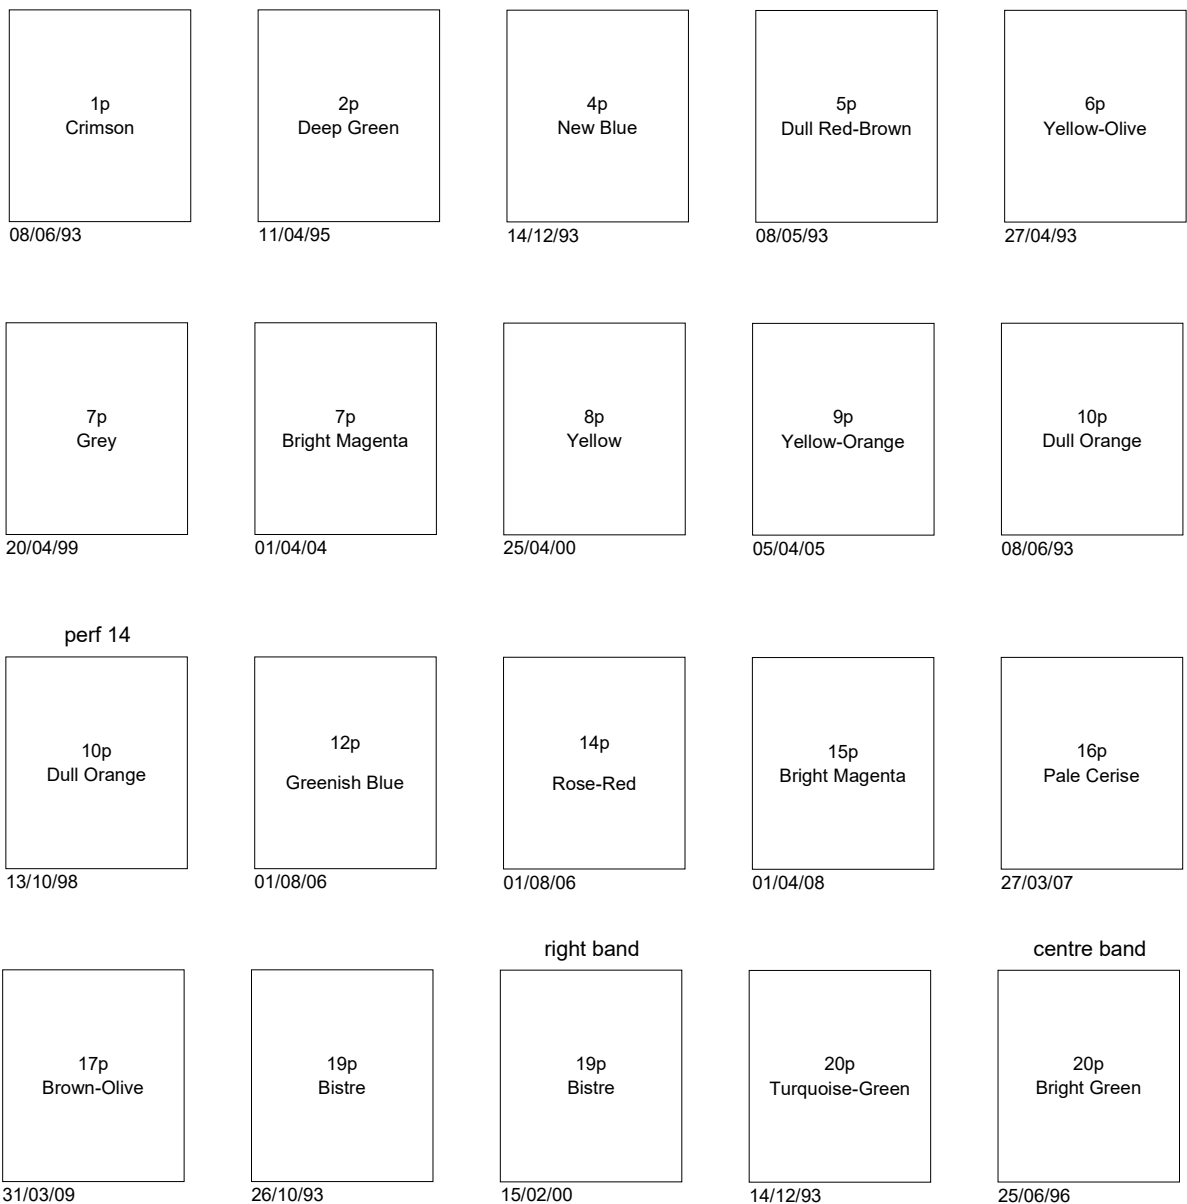 1p
Crimson
08/06/93
2p
Deep Green
11/04/95
4p
New Blue
14/12/93
5p
Dull Red-Brown
08/05/93
6p
Yellow-Olive
27/04/93
7p
Grey
20/04/99
7p
Bright Magenta
01/04/04
8p
Yellow
25/04/00
9p
Yellow-Orange
05/04/05
10p
Dull Orange
08/06/93
perf 14
10p
Dull Orange
13/10/98
12p
Greenish Blue
01/08/06
14p
Rose-Red
01/08/06
15p
Bright Magenta
01/04/08
16p
Pale Cerise
27/03/07
17p
Brown-Olive
31/03/09
19p
Bistre
26/10/93
right band
19p
Bistre
15/02/00
20p
Turquoise-Green
14/12/93
centre band
20p
Bright Green
25/06/96